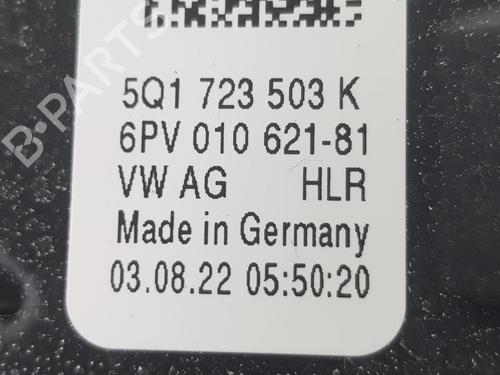 B-PARTS
5Q1 723 503 K
6PV 010 621-81
VW AG HLR
Made in Germany
03.08.22 05:50:20